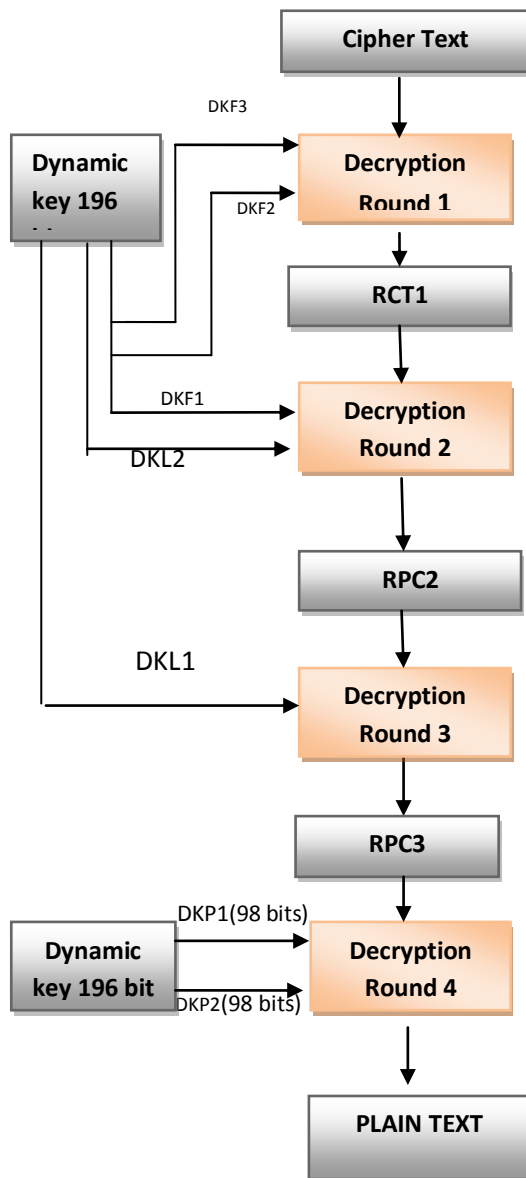 Cipher Text
DKF3
Dynamic
key 196
Decryption
Round 1
DKF2
RCT1
DKF1
Decryption
Round 2
DKL2
RPC2
DKL1
Decryption
Round 3
RPC3
DKP1(98 bits)
Dynamic
key 196 bit
Decryption
Round 4
DKP2(98 bits)
PLAIN TEXT